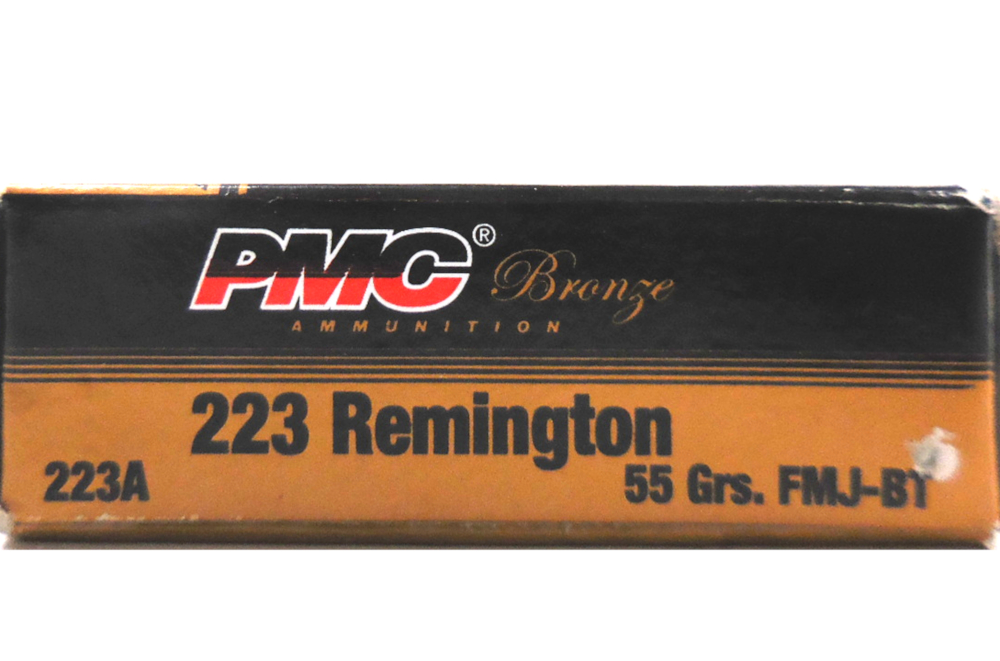 PMC® Bronze
AMMUNITION
223 Remington
223A
55 Grs. FMJ-BT